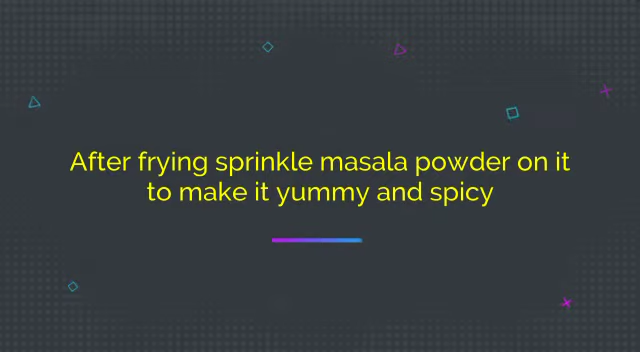 After frying sprinkle masala powder on it
to make it yummy and spicy